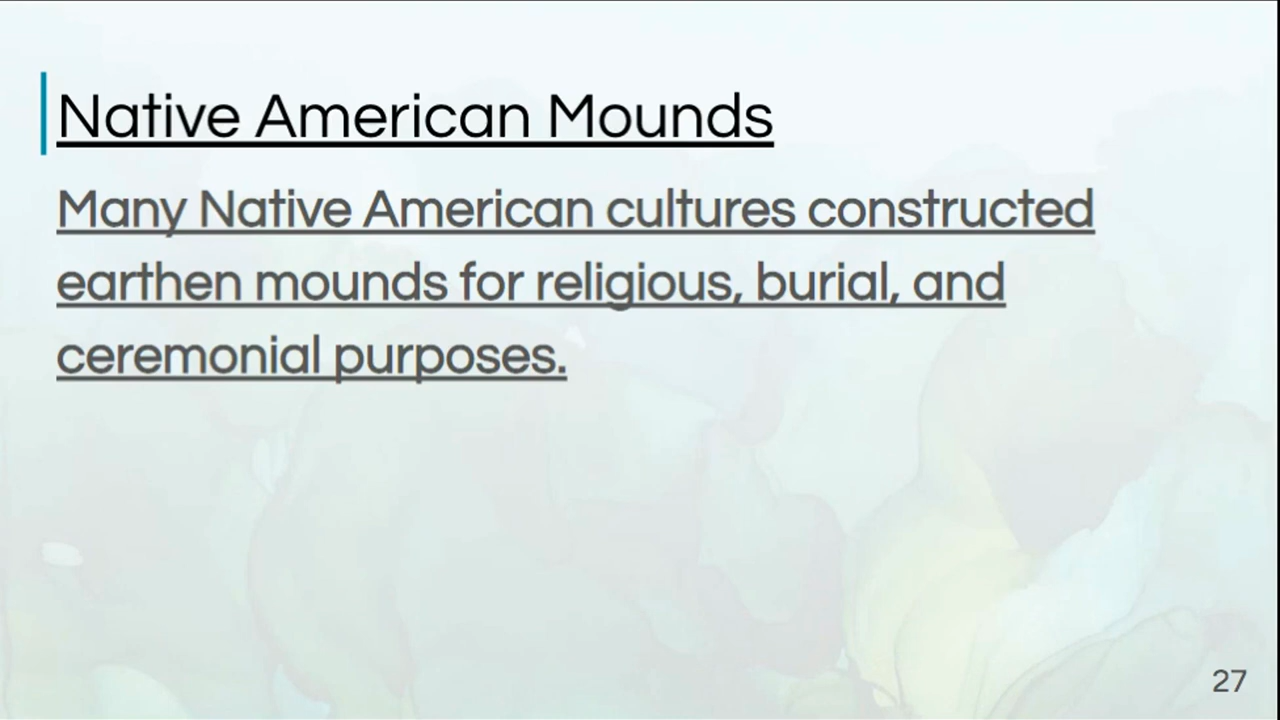 Native American Mounds
Many Native American cultures constructed
earthen mounds for religious, burial, and
ceremonial purposes.
27